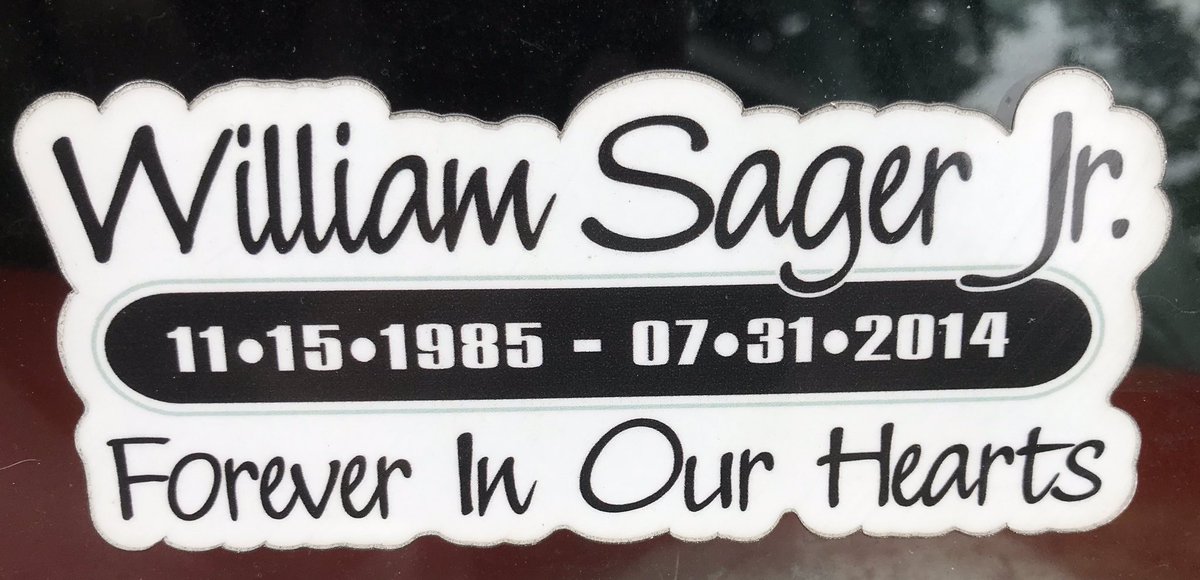 William Sager Jr.
11•15•1985 - 07•31•2014
Forever In Our Hearts